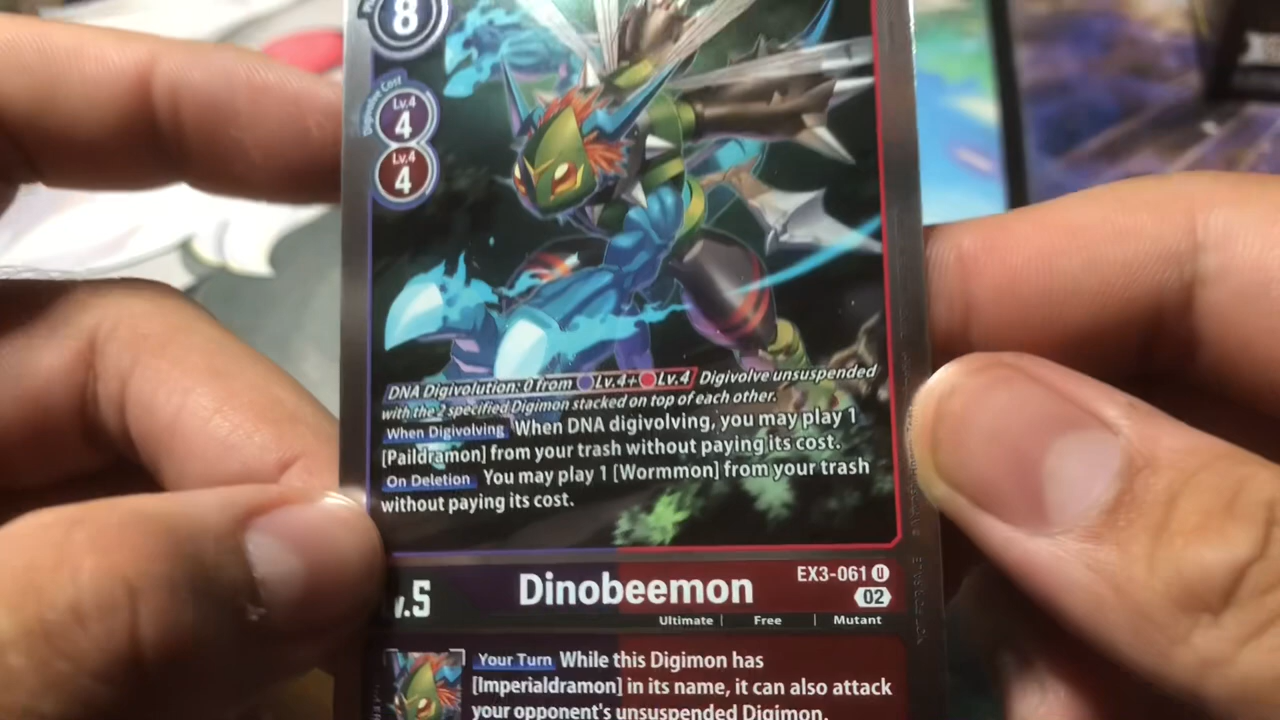 8
Digivolve Cost
Lv.4
4
Lv.4
4
DNA Digivolution: 0 from Lv.4+ Lv.4 Digivolve unsuspended
with the 2 specified Digimon stacked on top of each other.
When Digivolving When DNA digivolving, you may play 1
[Paildramon] from your trash without paying its cost.
On Deletion You may play 1 [Wormmon] from your trash
without paying its cost.
EX3-061 U
Lv.5 Dinobeemon
02
Ultimate | Free | Mutant
Your Turn While this Digimon has
[Imperialdramon] in its name, it can also attack
your opponent's unsuspended Digimon.